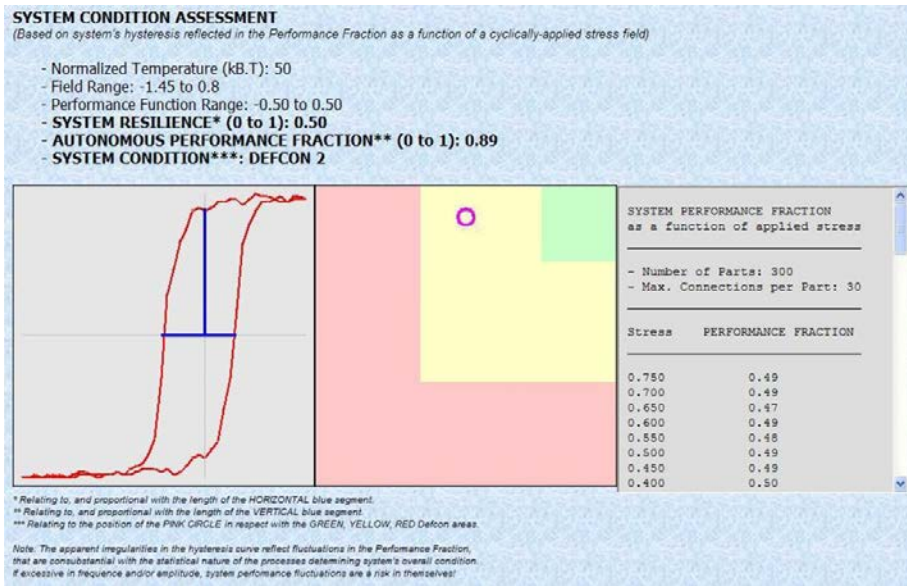 SYSTEM CONDITION ASSESSMENT
(Based on system's hysteresis reflected in the Performance Fraction as a function of a cyclically-applied stress field)
- Normalized Temperature (kB.T): 50
- Field Range: -1.45 to 0.8
- Performance Function Range: -0.50 to 0.50
- SYSTEM RESILIENCE* (0 to 1): 0.50
- AUTONOMOUS PERFORMANCE FRACTION** (0 to 1): 0.89
- SYSTEM CONDITION***: DEFCON 2
SYSTEM PERFORMANCE FRACTION
as a function of applied stress
- Number of Parts: 300
- Max. Connections per Part: 30
Stress PERFORMANCE FRACTION
0.750 0.49
0.700 0.49
0.650 0.47
0.600 0.49
0.550 0.48
0.500 0.49
0.450 0.49
0.400 0.50
* Relating to, and proportional with the length of the HORIZONTAL blue segment.
** Relating to, and proportional with the length of the VERTICAL blue segment.
*** Relating to the position of the PINK CIRCLE in respect with the GREEN, YELLOW, RED Defcon areas.
Note: The apparent irregularities in the hysteresis curve reflect fluctuations in the Performance Fraction,
that are consubstantial with the statistical nature of the processes determining system's overall condition.
If excessive in frequence and/or amplitude, system performance fluctuations are a risk in themselves!